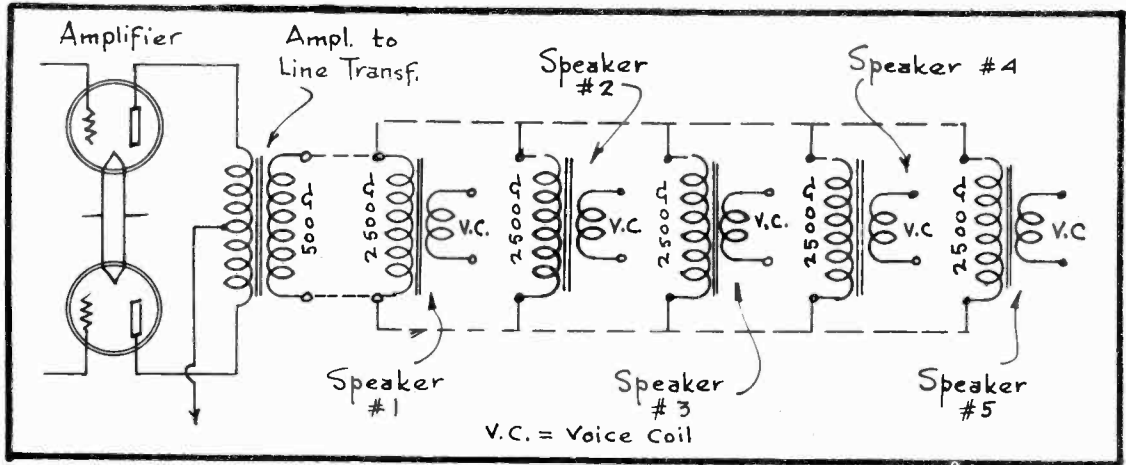 Amplifier
Ampl. to
Line Transf.
Speaker
#2
Speaker #4
500Ω
2500Ω
V.C.
2500Ω
V.C
2500Ω
V.C.
2500Ω
V.C
2500Ω
V.C
Speaker
#1
Speaker
#3
Speaker
#5
V.C. = Voice Coil